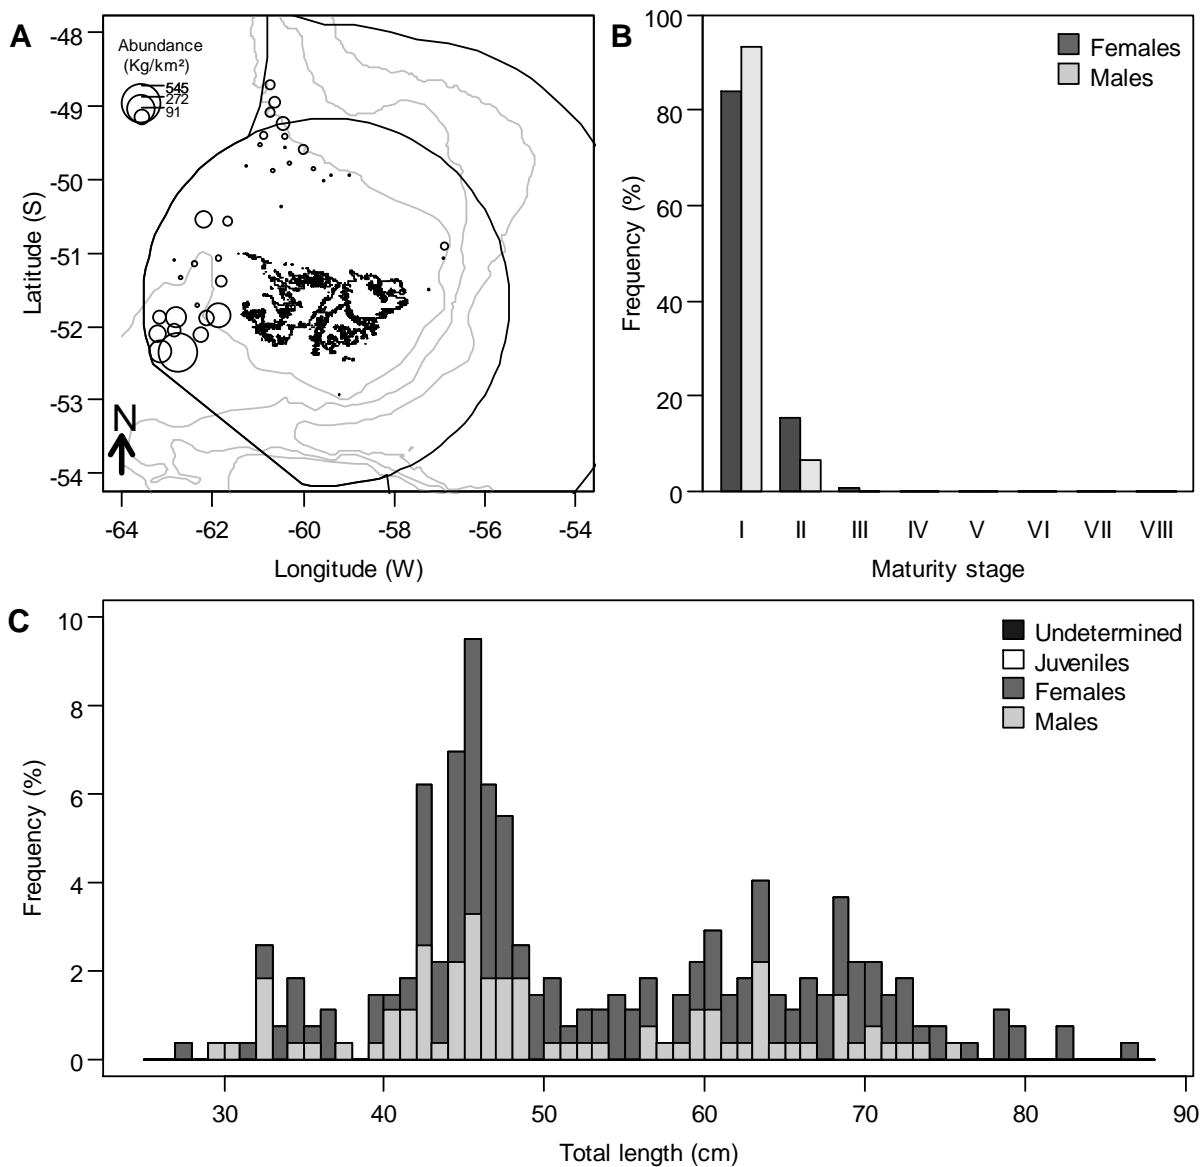 A
Abundance
(Kg/km²)
545
272
91
-48
-49
-50
-51
-52
-53
-54
Latitude (S)
N
-64 -62 -60 -58 -56 -54
Longitude (W)
B
Females
Males
100
80
60
40
20
0
Frequency (%)
I II III IV V VI VII VIII
Maturity stage
C
Undetermined
Juveniles
Females
Males
10
8
6
4
2
0
Frequency (%)
30 40 50 60 70 80 90
Total length (cm)